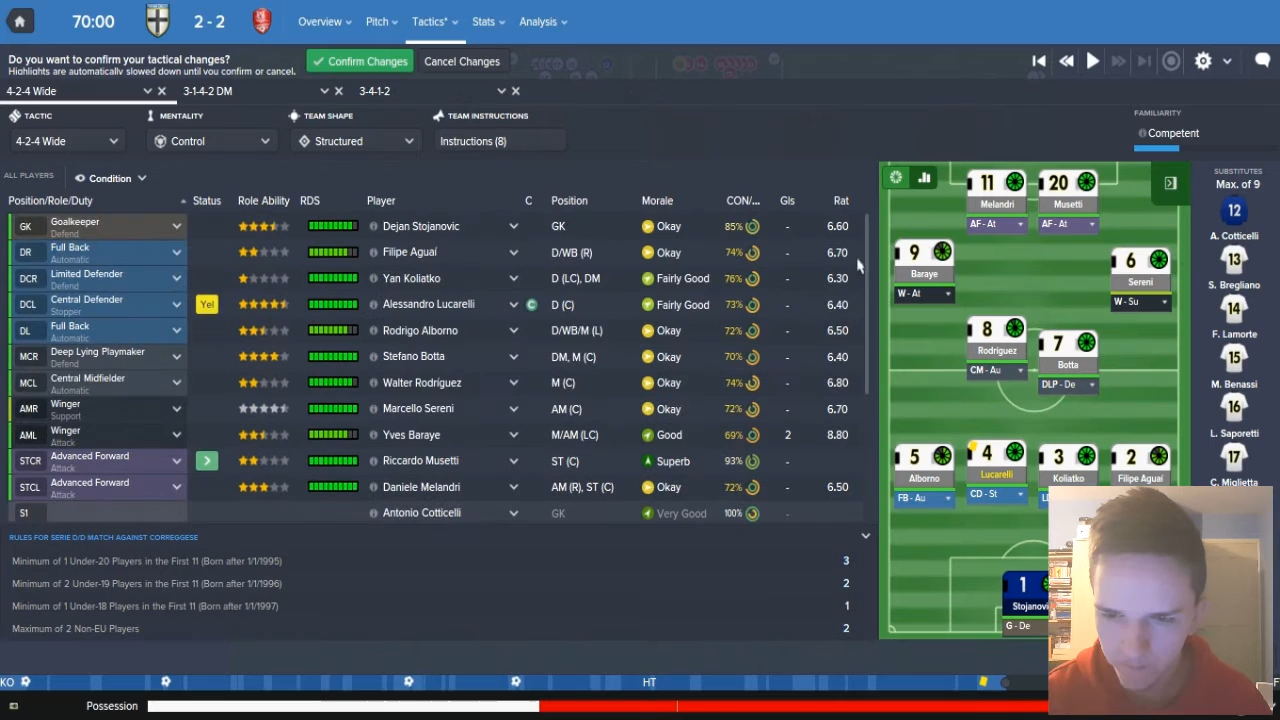 70:00
2 - 2
Overview
Pitch
Tactics*
Stats
Analysis
Do you want to confirm your tactical changes?
Highlights are automatically slowed down until you confirm or cancel.
Confirm Changes
Cancel Changes
4-2-4 Wide
3-1-4-2 DM
3-4-1-2
TACTIC
MENTALITY
TEAM SHAPE
TEAM INSTRUCTIONS
FAMILIARITY
4-2-4 Wide
Control
Structured
Instructions (8)
Competent
ALL PLAYERS
Condition
SUBSTITUTES
Max. of 9
Position/Role/Duty
Status
Role Ability
RDS
Player
C
Position
Morale
CON/...
Gls
Rat
GK Goalkeeper Defend Dejan Stojanovic GK Okay 85% - 6.60
DR Full Back Automatic Filipe Aguaí D/WB (R) Okay 74% - 6.70
DCR Limited Defender Defend Yan Koliatko D (LC), DM Fairly Good 76% - 6.30
DCL Central Defender Stopper Yel Alessandro Lucarelli C D (C) Fairly Good 73% - 6.40
DL Full Back Automatic Rodrigo Alborno D/WB/M (L) Okay 72% - 6.50
MCR Deep Lying Playmaker Defend Stefano Botta DM, M (C) Okay 70% - 6.40
MCL Central Midfielder Automatic Walter Rodríguez M (C) Okay 74% - 6.80
AMR Winger Support Marcello Sereni AM (C) Okay 72% - 6.70
AML Winger Attack Yves Baraye M/AM (LC) Good 69% 2 8.80
STCR Advanced Forward Attack Riccardo Musetti ST (C) Superb 93% -
STCL Advanced Forward Attack Daniele Melandri AM (R), ST (C) Okay 72% - 6.50
S1 Antonio Cotticelli GK Very Good 100% -
RULES FOR SERIE D/D MATCH AGAINST CORREGGESE
Minimum of 1 Under-20 Players in the First 11 (Born after 1/1/1995) 3
Minimum of 2 Under-19 Players in the First 11 (Born after 1/1/1996) 2
Minimum of 1 Under-18 Players in the First 11 (Born after 1/1/1997) 1
Maximum of 2 Non-EU Players 2
11 20
Melandri Musetti
AF - At AF - At
9 6
Baraye Sereni
W - At W - Su
8 7
Rodriguez Botta
CM - Au DLP - De
5 4 3 2
Alborno Lucarelli Koliatko Filipe Aguaí
FB - Au CD - St
1
G - De
12
A. Cotticelli
13
S. Bregliano
14
F. Lamorte
15
M. Benassi
16
L. Saporetti
17
C. Miglietta
KO
HT
Possession